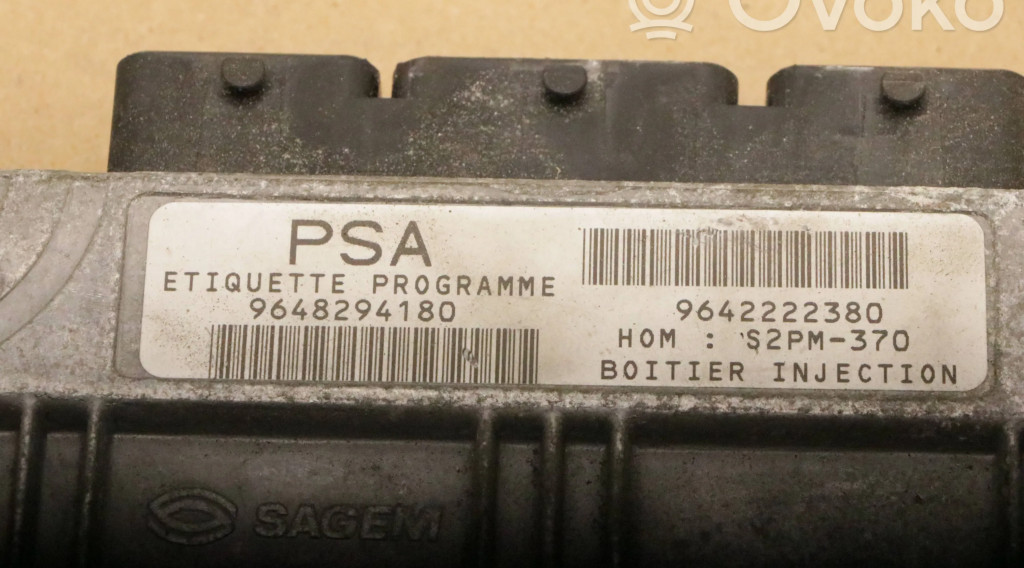 Ovoko
PSA
ETIQUETTE PROGRAMME
9648294180
9642222380
HOM : S2PM-370
BOITIER INJECTION
SAGEM